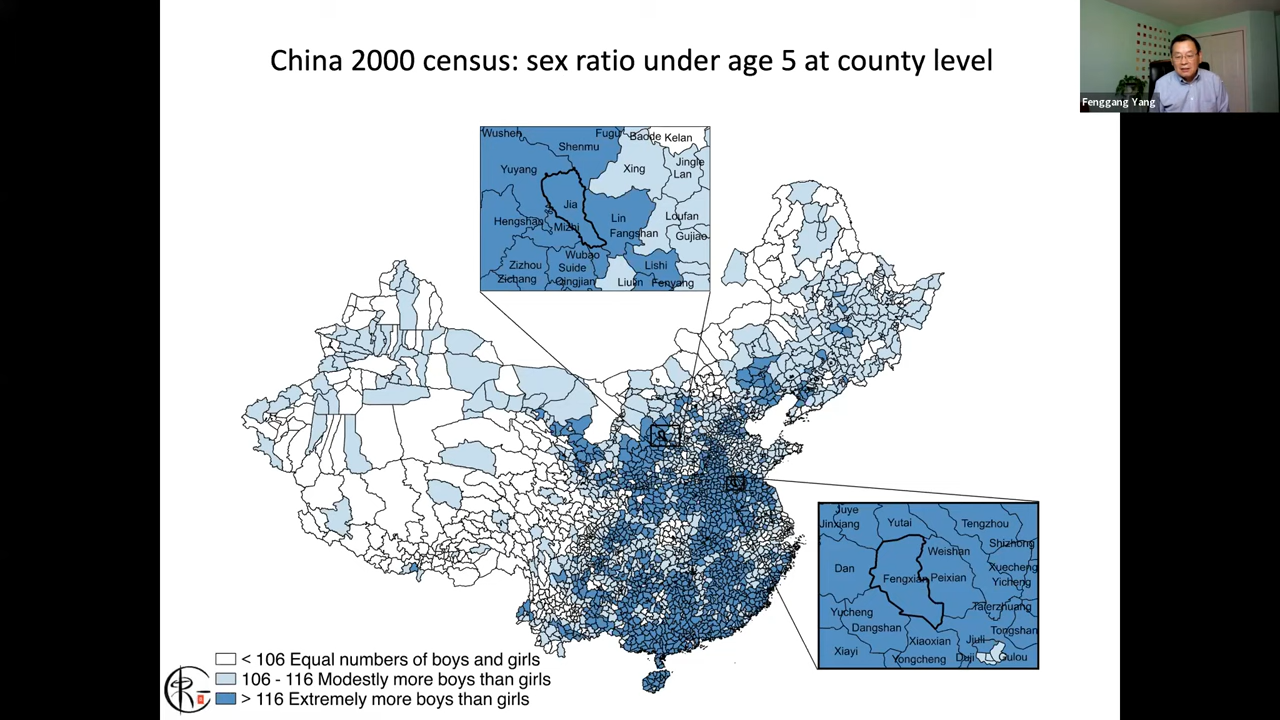 China 2000 census: sex ratio under age 5 at county level
Fenggang Yang
Wushen
Fugu
Baode
Kelan
Shenmu
Yuyang
Xing
Jingle
Lan
Jia
Hengshan
Mizhi
Lin
Loufan
Fangshan
Gujiao
Wubao
Zizhou
Suide
Lishi
Zichang
Qingjian
Liulin
Fenyang
Juye
Jinxiang
Yutai
Tengzhou
Shizhong
Weishan
Dan
Fengxian
Peixian
Xuecheng
Yicheng
Yucheng
Taierzhuang
Dangshan
Tongshan
Xiaoxian
Jiuli
Xiayi
Yongcheng
Duji
Gulou
< 106 Equal numbers of boys and girls
106 - 116 Modestly more boys than girls
> 116 Extremely more boys than girls